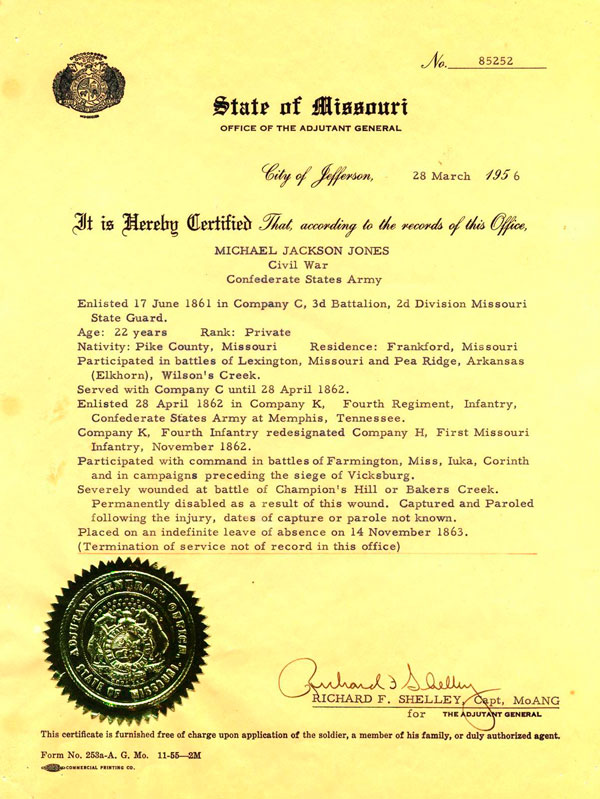 No. 85252
State of Missouri
OFFICE OF THE ADJUTANT GENERAL
City of Jefferson, 28 March 1956
It is Hereby Certified That, according to the records of this Office,
MICHAEL JACKSON JONES
Civil War
Confederate States Army
Enlisted 17 June 1861 in Company C, 3d Battalion, 2d Division Missouri
State Guard.
Age: 22 years Rank: Private
Nativity: Pike County, Missouri Residence: Frankford, Missouri
Participated in battles of Lexington, Missouri and Pea Ridge, Arkansas
(Elkhorn), Wilson's Creek.
Served with Company C until 28 April 1862.
Enlisted 28 April 1862 in Company K, Fourth Regiment, Infantry,
Confederate States Army at Memphis, Tennessee.
Company K, Fourth Infantry redesignated Company H, First Missouri
Infantry, November 1862.
Participated with command in battles of Farmington, Miss, Iuka, Corinth
and in campaigns preceding the siege of Vicksburg.
Severely wounded at battle of Champion's Hill or Bakers Creek.
Permanently disabled as a result of this wound. Captured and Paroled
following the injury, dates of capture or parole not known.
Placed on an indefinite leave of absence on 14 November 1863.
(Termination of service not of record in this office)
ADJUTANT GENERAL'S OFFICE
STATE OF MISSOURI
Richard F Shelley
RICHARD F. SHELLEY, Capt, MoANG
for THE ADJUTANT GENERAL
This certificate is furnished free of charge upon application of the soldier, a member of his family, or duly authorized agent.
Form No. 253a-A. G. Mo. 11-55—2M
COMMERCIAL PRINTING CO.